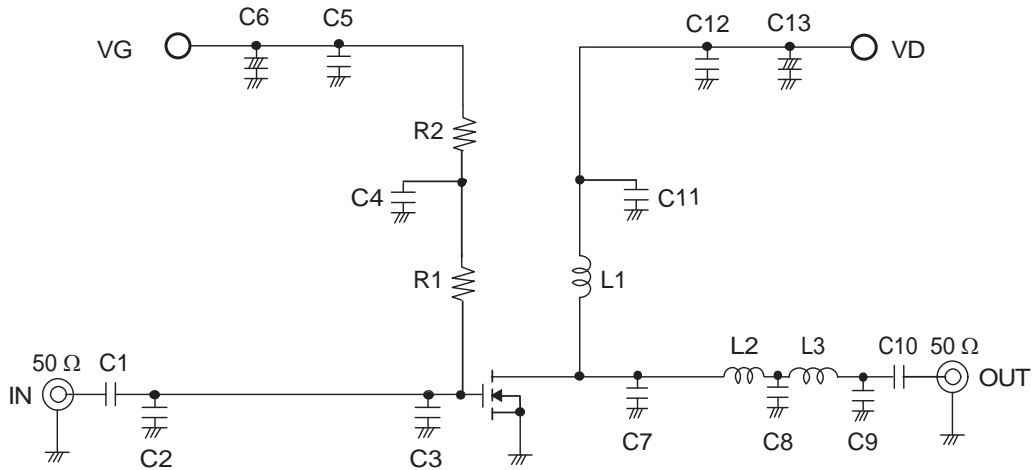 C6 C5 C12 C13
VG VD
R2
C4 C11
R1 L1
50 Ω C1 L2 L3 C10 50 Ω
IN OUT
C2 C3 C7 C8 C9